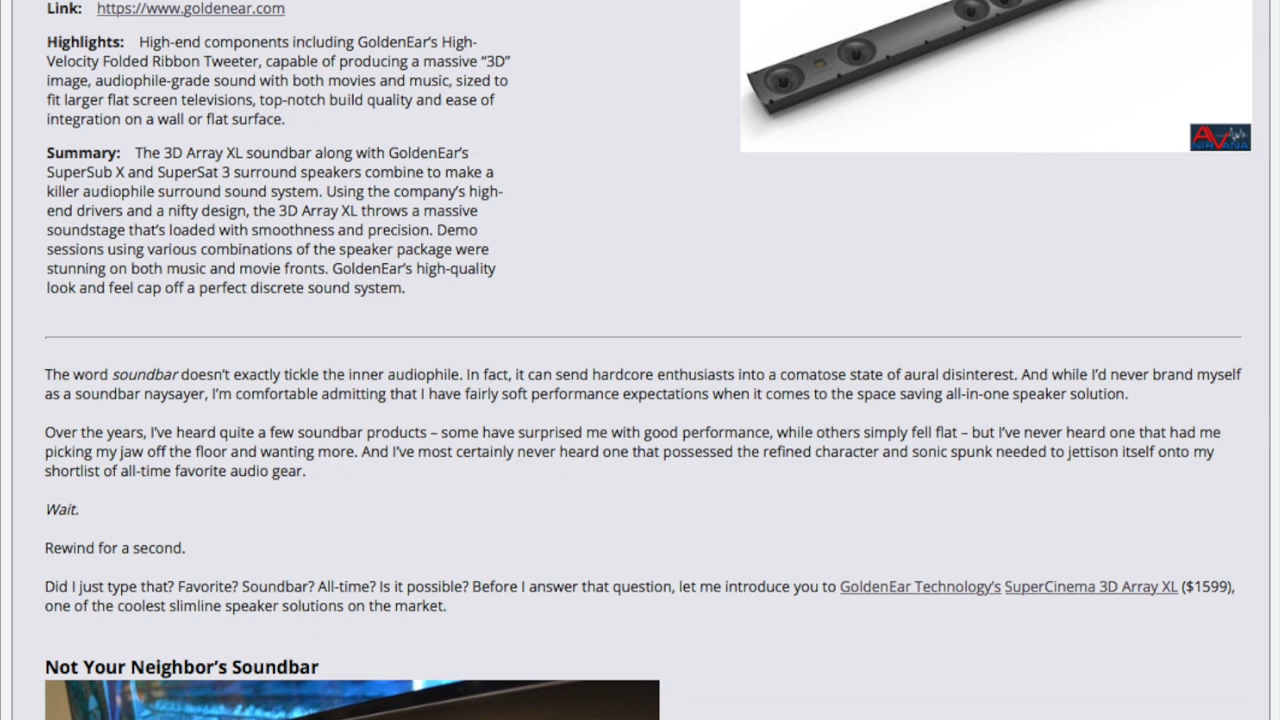 Link: https://www.goldenear.com
Highlights: High-end components including GoldenEar’s High-
Velocity Folded Ribbon Tweeter, capable of producing a massive “3D”
image, audiophile-grade sound with both movies and music, sized to
fit larger flat screen televisions, top-notch build quality and ease of
integration on a wall or flat surface.
Summary: The 3D Array XL soundbar along with GoldenEar’s
SuperSub X and SuperSat 3 surround speakers combine to make a
killer audiophile surround sound system. Using the company’s high-
end drivers and a nifty design, the 3D Array XL throws a massive
soundstage that’s loaded with smoothness and precision. Demo
sessions using various combinations of the speaker package were
stunning on both music and movie fronts. GoldenEar’s high-quality
look and feel cap off a perfect discrete sound system.
AV
NIRVANA
The word soundbar doesn’t exactly tickle the inner audiophile. In fact, it can send hardcore enthusiasts into a comatose state of aural disinterest. And while I’d never brand myself
as a soundbar naysayer, I’m comfortable admitting that I have fairly soft performance expectations when it comes to the space saving all-in-one speaker solution.
Over the years, I’ve heard quite a few soundbar products – some have surprised me with good performance, while others simply fell flat – but I’ve never heard one that had me
picking my jaw off the floor and wanting more. And I’ve most certainly never heard one that possessed the refined character and sonic spunk needed to jettison itself onto my
shortlist of all-time favorite audio gear.
Wait.
Rewind for a second.
Did I just type that? Favorite? Soundbar? All-time? Is it possible? Before I answer that question, let me introduce you to GoldenEar Technology’s SuperCinema 3D Array XL ($1599),
one of the coolest slimline speaker solutions on the market.
Not Your Neighbor’s Soundbar